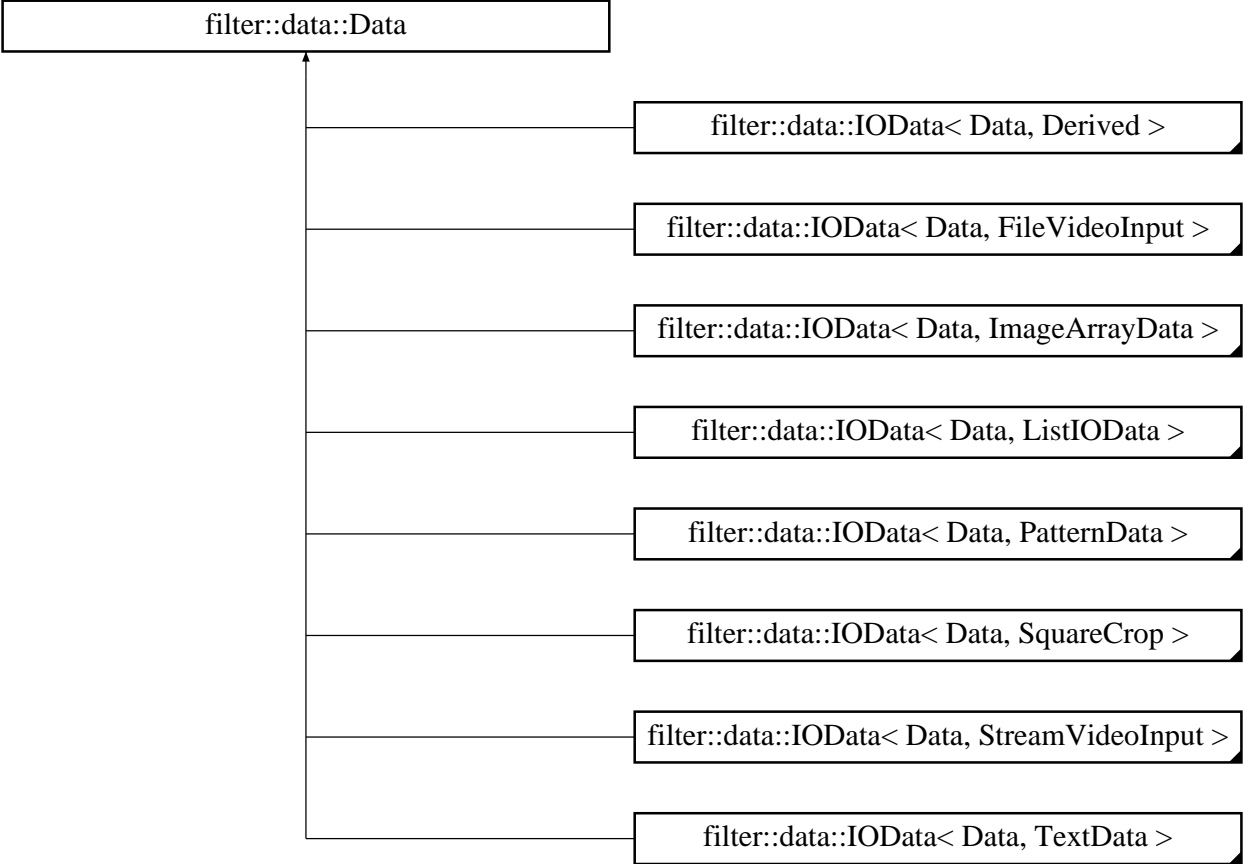 filter::data::Data
filter::data::IOData< Data, Derived >
filter::data::IOData< Data, FileVideoInput >
filter::data::IOData< Data, ImageArrayData >
filter::data::IOData< Data, ListIOData >
filter::data::IOData< Data, PatternData >
filter::data::IOData< Data, SquareCrop >
filter::data::IOData< Data, StreamVideoInput >
filter::data::IOData< Data, TextData >